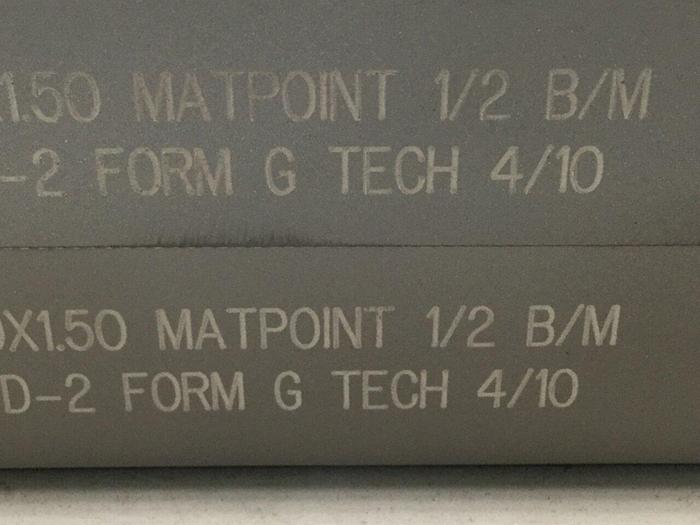 X1.50 MATPOINT 1/2 B/M
-2 FORM G TECH 4/10
0X1.50 MATPOINT 1/2 B/M
D-2 FORM G TECH 4/10